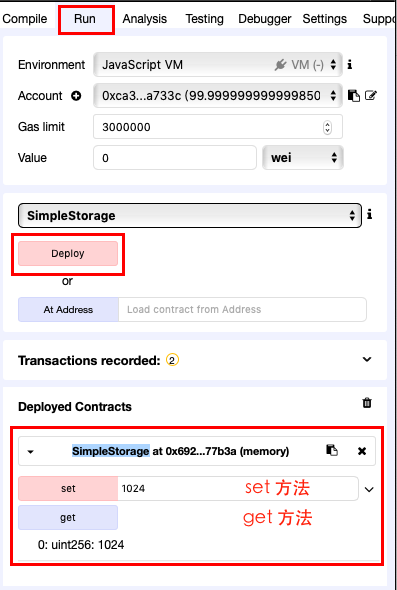 Compile Run Analysis Testing Debugger Settings Suppo
Environment JavaScript VM VM (-) i
Account 0xca3...a733c (99.999999999999850
Gas limit 3000000
Value 0 wei
SimpleStorage i
Deploy
or
At Address Load contract from Address
Transactions recorded: 2
Deployed Contracts
SimpleStorage at 0x692...77b3a (memory)
set 1024 set 方法
get get 方法
0: uint256: 1024